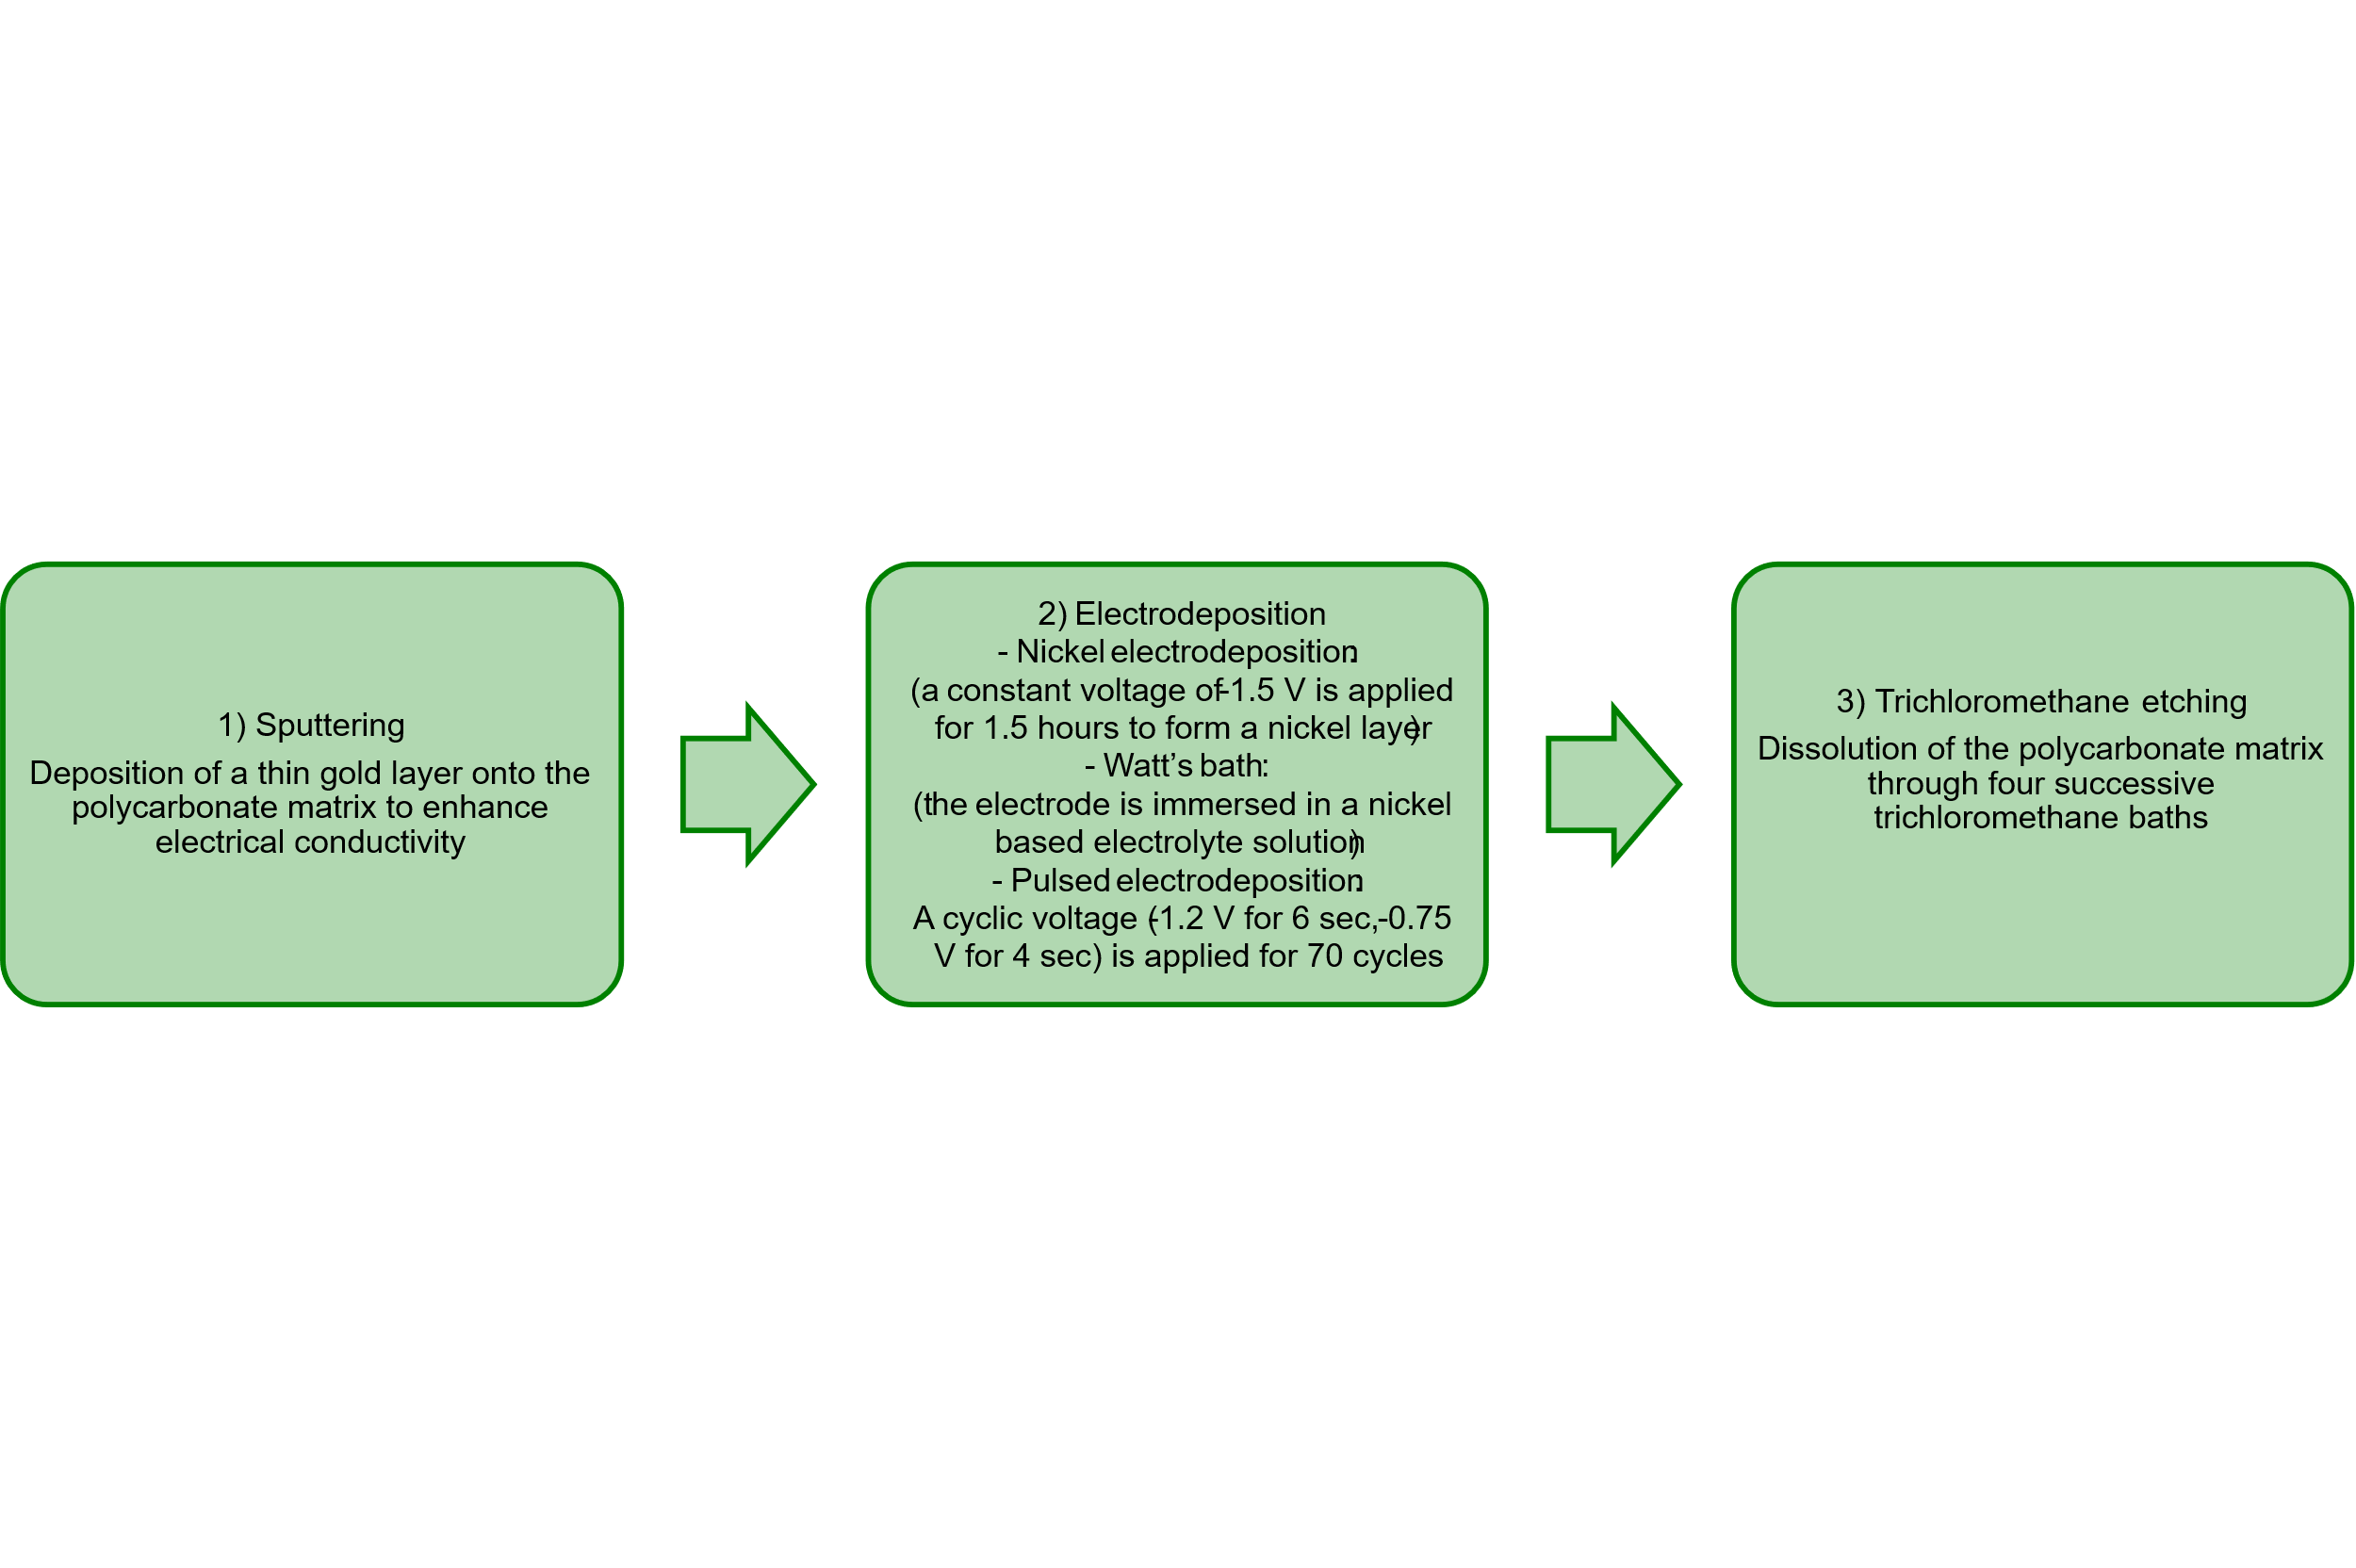 1) Sputtering
Deposition of a thin gold layer onto the
polycarbonate matrix to enhance
electrical conductivity
2) Electrodeposition
- Nickel electrodeposition:
(a constant voltage of -1.5 V is applied
for 1.5 hours to form a nickel layer)
- Watt’s bath:
(the electrode is immersed in a nickel
based electrolyte solution)
- Pulsed electrodeposition:
A cyclic voltage (-1.2 V for 6 sec, -0.75
V for 4 sec) is applied for 70 cycles
3) Trichloromethane etching
Dissolution of the polycarbonate matrix
through four successive
trichloromethane baths